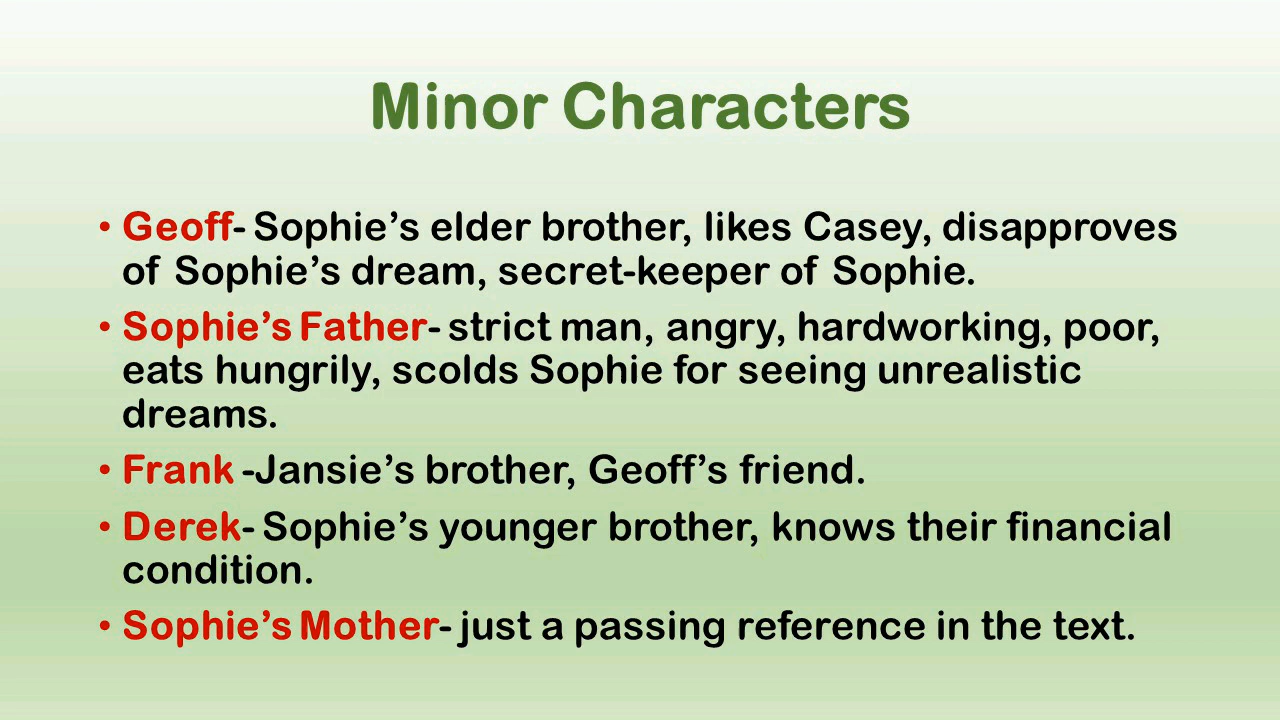 Minor Characters
• Geoff- Sophie’s elder brother, likes Casey, disapproves
of Sophie’s dream, secret-keeper of Sophie.
• Sophie’s Father- strict man, angry, hardworking, poor,
eats hungrily, scolds Sophie for seeing unrealistic
dreams.
• Frank -Jansie’s brother, Geoff’s friend.
• Derek- Sophie’s younger brother, knows their financial
condition.
• Sophie’s Mother- just a passing reference in the text.